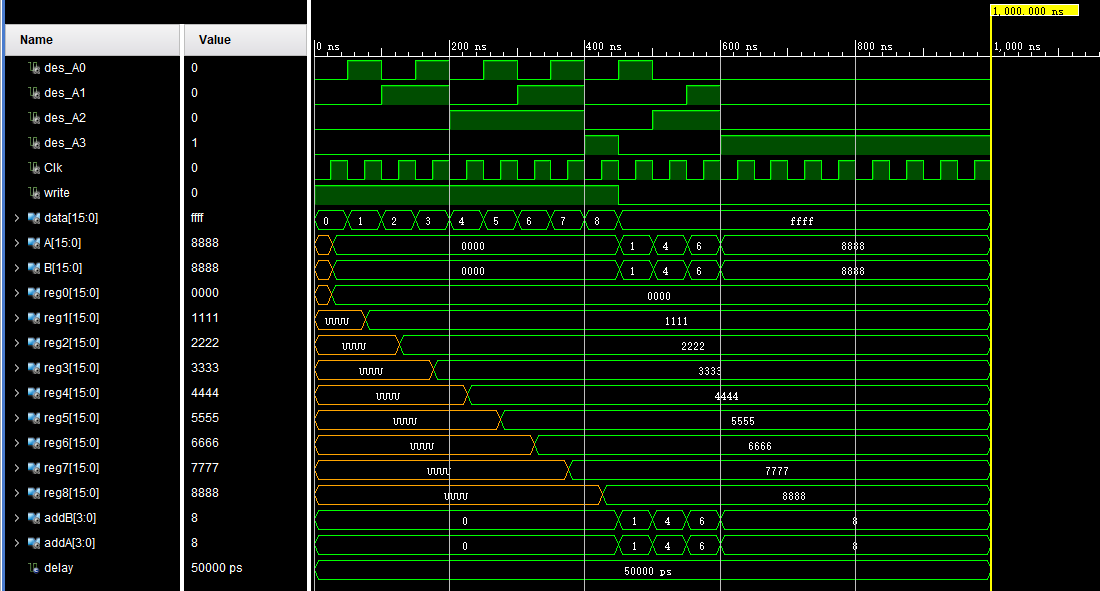 1,000.000 ns
Name Value 0 ns 200 ns 400 ns 600 ns 800 ns 1,000 ns
des_A0 0
des_A1 0
des_A2 0
des_A3 1
Clk 0
write 0
data[15:0] ffff 0 1 2 3 4 5 6 7 8 ffff
A[15:0] 8888 0000 1 4 6 8888
B[15:0] 8888 0000 1 4 6 8888
reg0[15:0] 0000 0000
reg1[15:0] 1111 UUUU 1111
reg2[15:0] 2222 UUUU 2222
reg3[15:0] 3333 UUUU 3333
reg4[15:0] 4444 UUUU 4444
reg5[15:0] 5555 UUUU 5555
reg6[15:0] 6666 UUUU 6666
reg7[15:0] 7777 UUUU 7777
reg8[15:0] 8888 UUUU 8888
addB[3:0] 8 0 1 4 6 8
addA[3:0] 8 0 1 4 6 8
delay 50000 ps 50000 ps